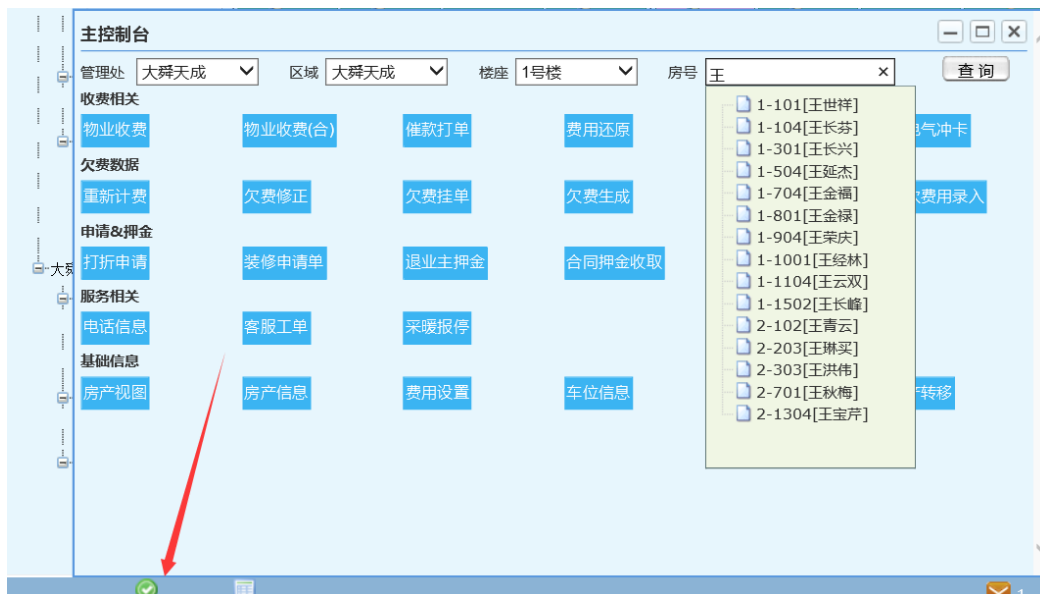 主控制台
管理处 大舜天成 区域 大舜天成 楼座 1号楼 房号 王 × 查询
收费相关
物业收费 物业收费(合) 催款打单 费用还原 气冲卡
欠费数据
重新计费 欠费修正 欠费挂单 欠费生成 费用录入
申请&押金
打折申请 装修申请单 退业主押金 合同押金收取
大舜
服务相关
电话信息 客服工单 采暖报停
基础信息
房产视图 房产信息 费用设置 车位信息 转移
1-101[王世祥]
1-104[王长芬]
1-301[王长兴]
1-504[王延杰]
1-704[王金福]
1-801[王金禄]
1-904[王荣庆]
1-1001[王经林]
1-1104[王云双]
1-1502[王长峰]
2-102[王青云]
2-203[王琳买]
2-303[王洪伟]
2-701[王秋梅]
2-1304[王宝芹]
1